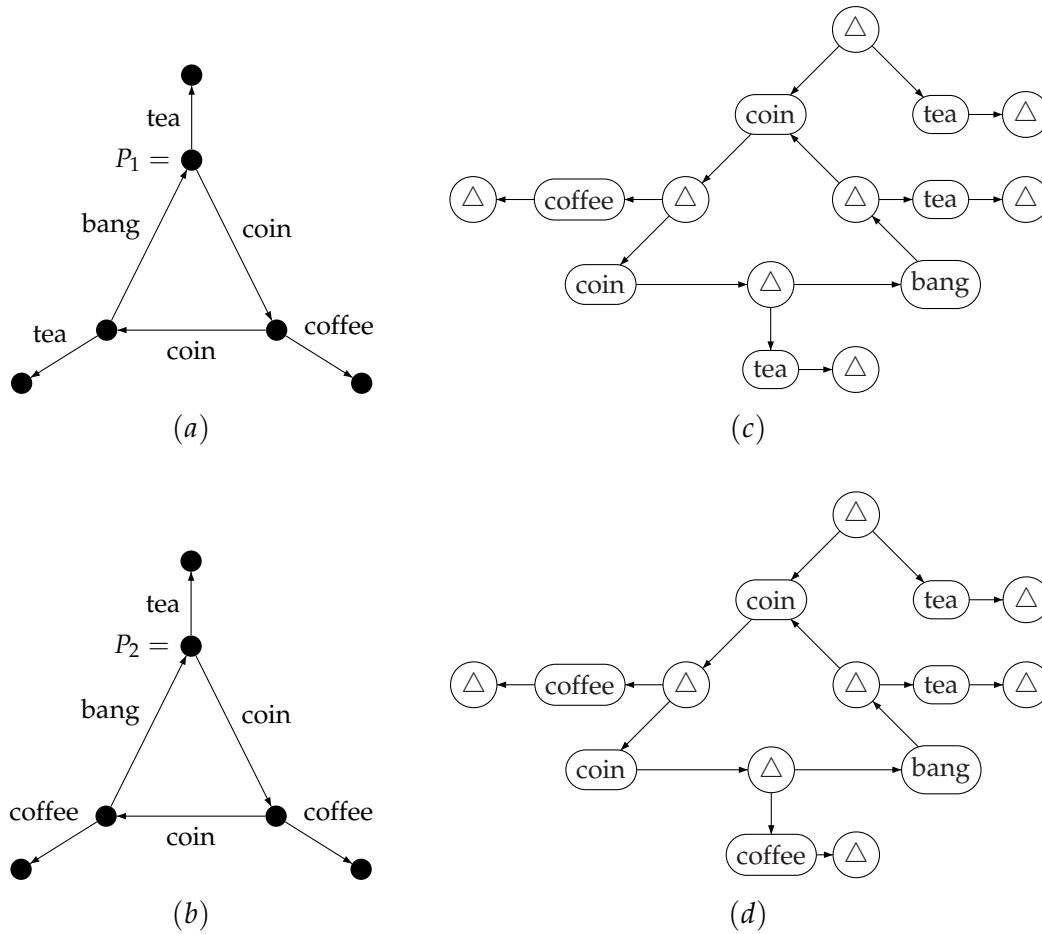 tea
P₁ =
bang
coin
tea
coffee
coin
(a)
△
coin
tea
△
△
coffee
△
△
tea
△
coin
△
bang
tea
△
(c)
tea
P₂ =
bang
coin
coffee
coffee
coin
(b)
△
coin
tea
△
△
coffee
△
△
tea
△
coin
△
bang
coffee
△
(d)